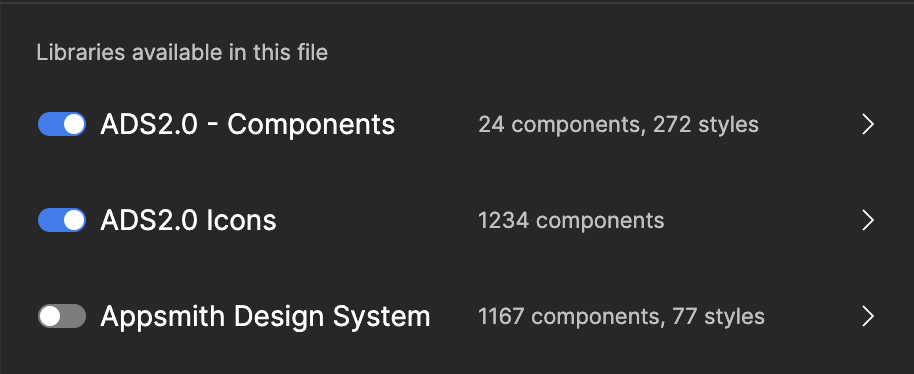 Libraries available in this file
ADS2.0 - Components 24 components, 272 styles
ADS2.0 Icons 1234 components
Appsmith Design System 1167 components, 77 styles